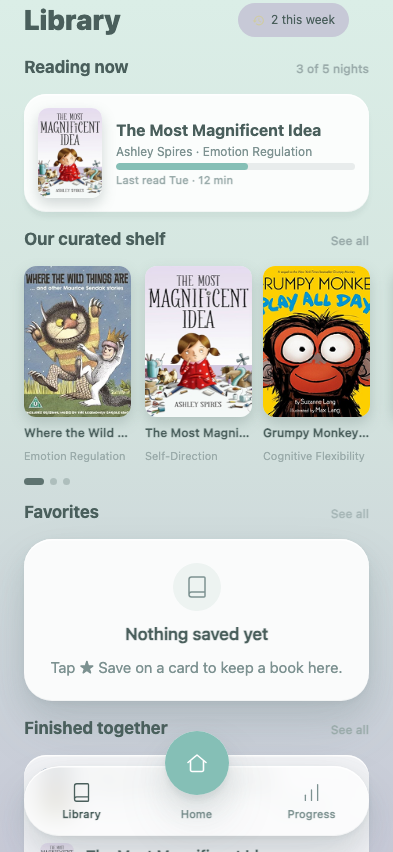 Library
2 this week
Reading now
3 of 5 nights
THE MOST
MAGNIFICENT
IDEA
ASHLEY SPIRES
The Most Magnificent Idea
Ashley Spires · Emotion Regulation
Last read Tue · 12 min
Our curated shelf
See all
WHERE THE WILD THINGS ARE
... and other Maurice Sendak stories
U
THE MOST
MAGNIFICENT
IDEA
ASHLEY SPIRES
GRUMPY MONKE
PLAY ALL DAY
By Suzanne Lang
Illustrated by Max Lang
Where the Wild ...
The Most Magni...
Grumpy Monkey...
Emotion Regulation
Self-Direction
Cognitive Flexibility
Favorites
See all
Nothing saved yet
Tap ★ Save on a card to keep a book here.
Finished together
See all
Library
Home
Progress